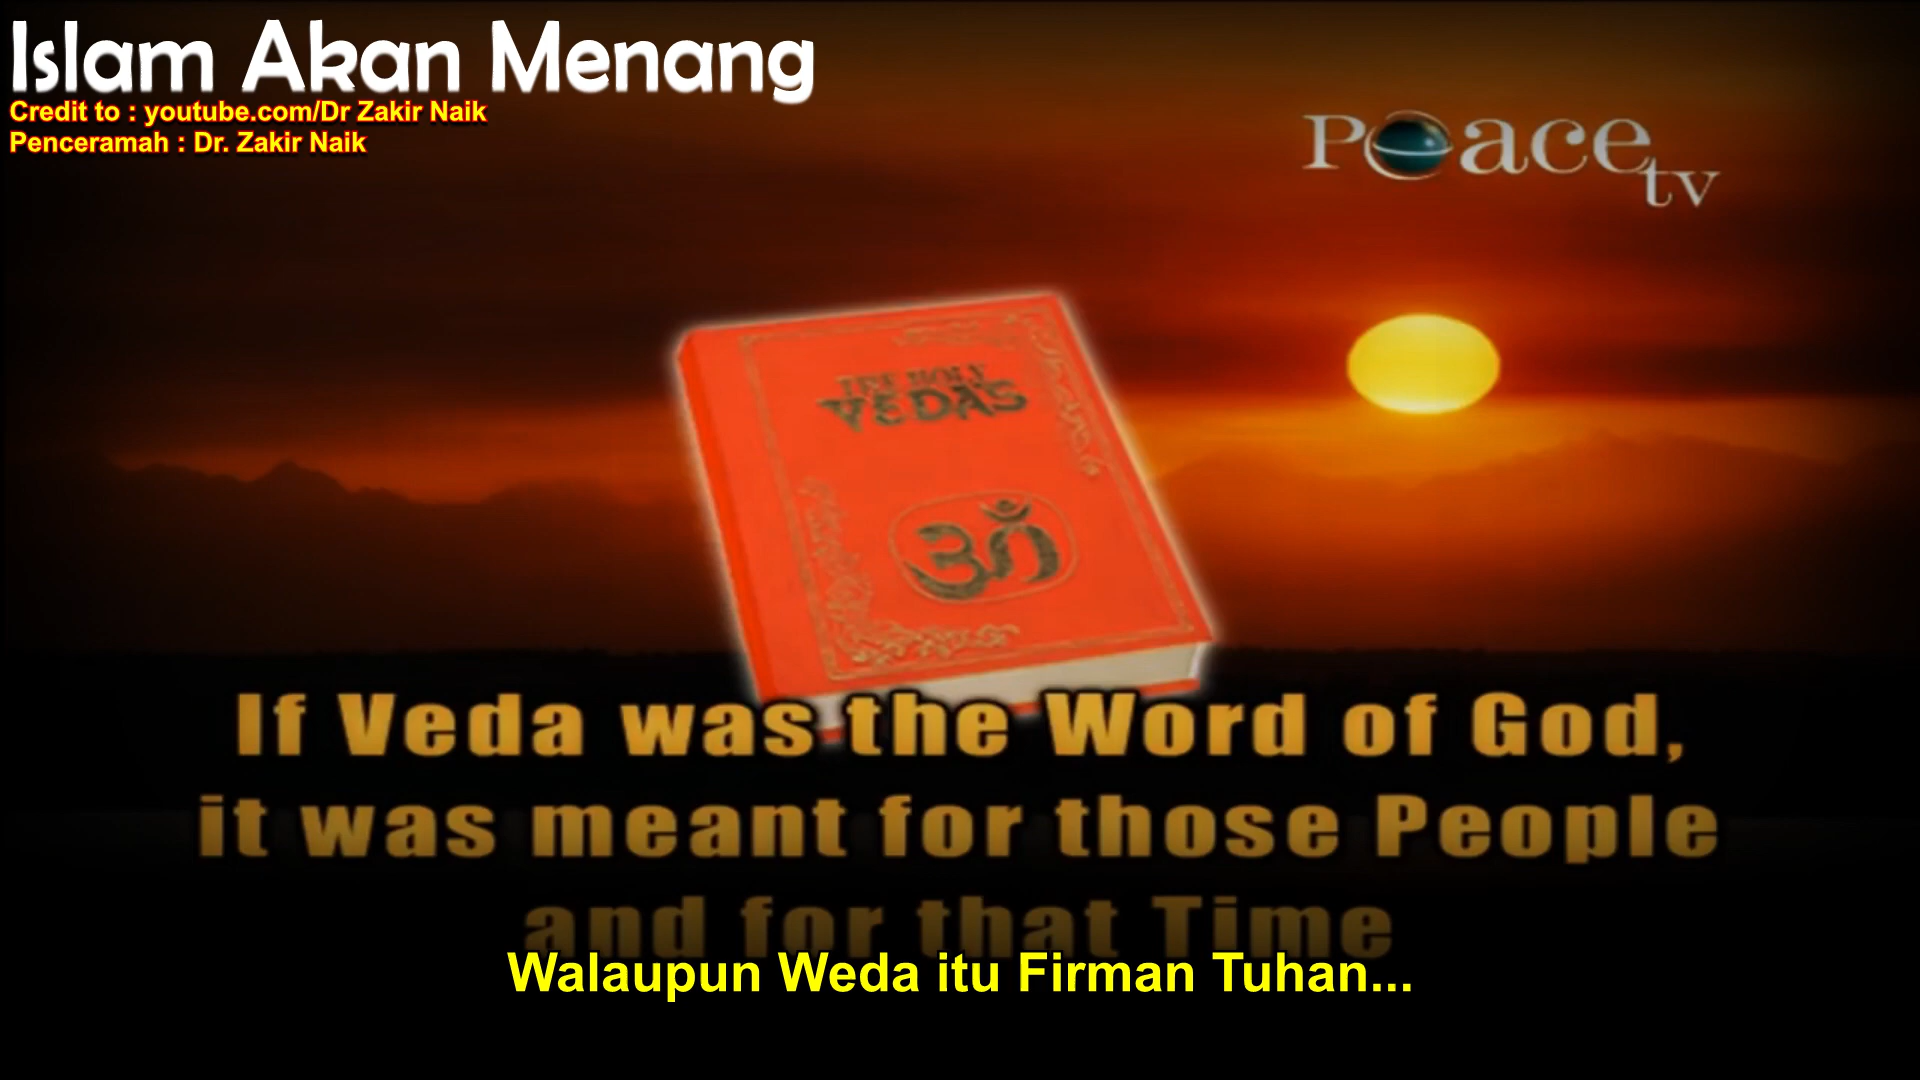 Islam Akan Menang
Credit to : youtube.com/Dr Zakir Naik
Penceramah : Dr. Zakir Naik
Peace
tv
THE HOLY
VEDAS
ॐ
If Veda was the Word of God,
it was meant for those People
and for that Time
Walaupun Weda itu Firman Tuhan...